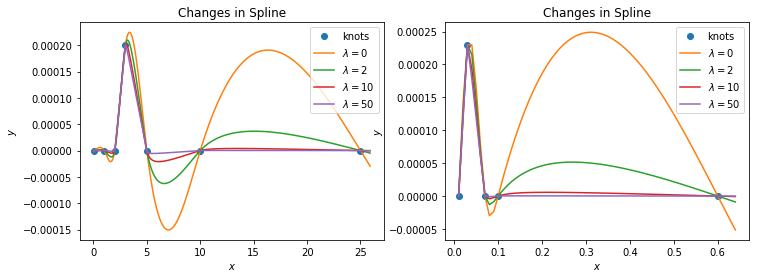 Changes in Spline
y
0.00020
0.00015
0.00010
0.00005
0.00000
−0.00005
−0.00010
−0.00015
0 5 10 15 20 25
x
knots
λ = 0
λ = 2
λ = 10
λ = 50
Changes in Spline
y
0.00025
0.00020
0.00015
0.00010
0.00005
0.00000
−0.00005
0.0 0.1 0.2 0.3 0.4 0.5 0.6 0.7
x
knots
λ = 0
λ = 2
λ = 10
λ = 50